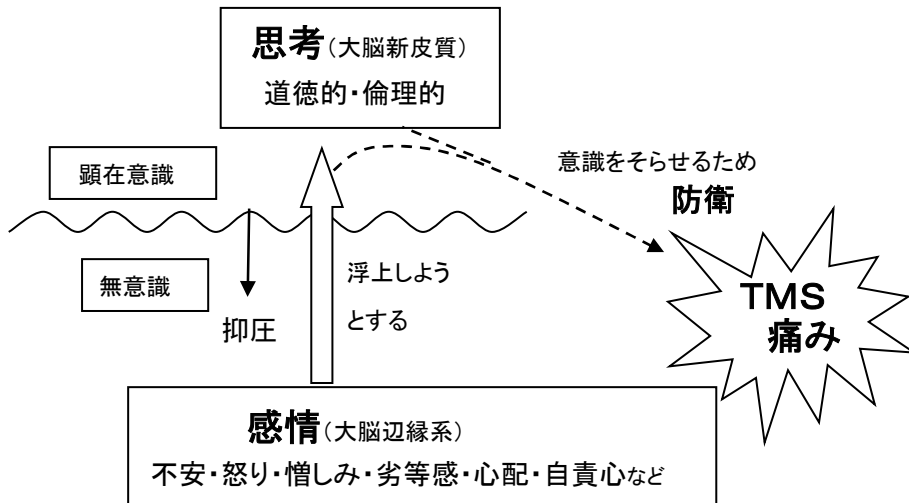 思考（大脳新皮質）
道徳的・倫理的
顕在意識
意識をそらせるため
防衛
無意識
浮上しよう
とする
抑圧
TMS
痛み
感情（大脳辺縁系）
不安・怒り・憎しみ・劣等感・心配・自責心など